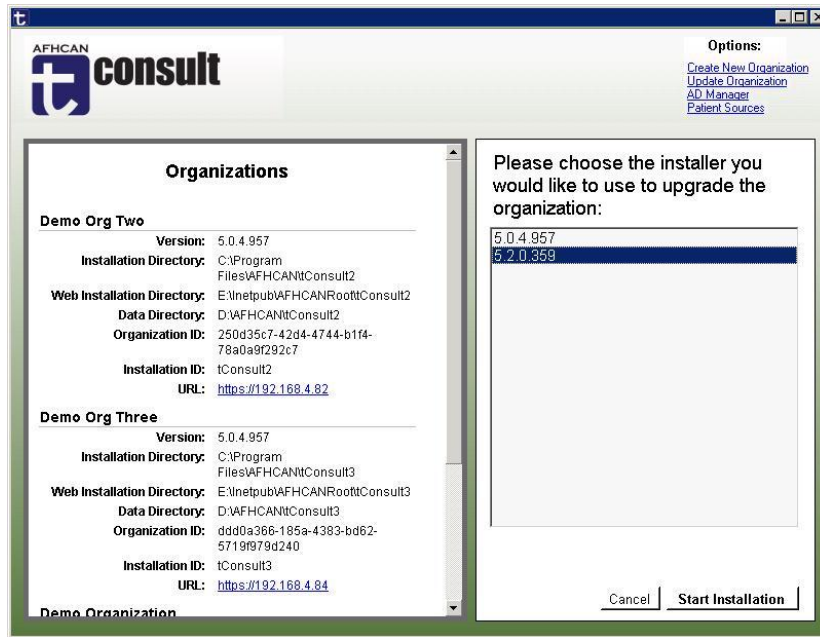 t
AFHCAN
t consult
Options:
Create New Organization
Update Organization
AD Manager
Patient Sources
Organizations
Demo Org Two
Version: 5.0.4.957
Installation Directory: C:\Program
Files\AFHCAN\tConsult2
Web Installation Directory: E:\Inetpub\AFHCANRoot\tConsult2
Data Directory: D:\AFHCAN\tConsult2
Organization ID: 250d35c7-42d4-4744-b1f4-
78a0a9f292c7
Installation ID: tConsult2
URL: https://192.168.4.82
Demo Org Three
Version: 5.0.4.957
Installation Directory: C:\Program
Files\AFHCAN\tConsult3
Web Installation Directory: E:\Inetpub\AFHCANRoot\tConsult3
Data Directory: D:\AFHCAN\tConsult3
Organization ID: ddd0a366-185a-4383-bd62-
5719f979d240
Installation ID: tConsult3
URL: https://192.168.4.84
Demo Organization
Please choose the installer you
would like to use to upgrade the
organization:
5.0.4.957
5.2.0.359
Cancel
Start Installation